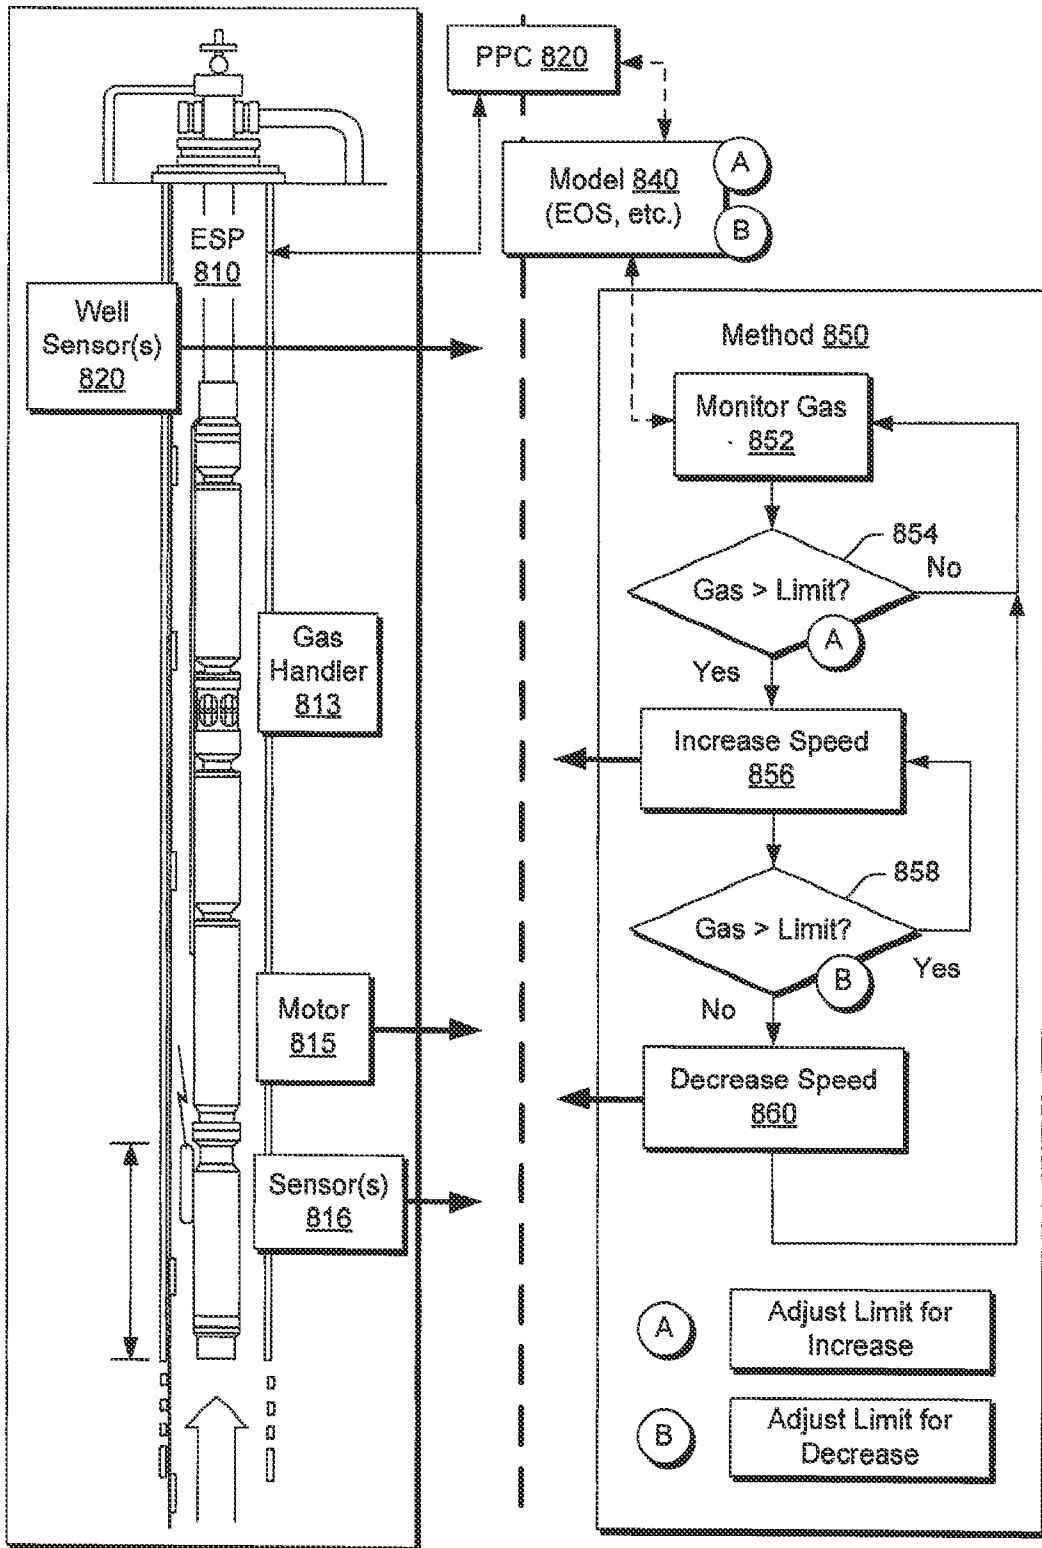 PPC 820
Model 840
(EOS, etc.)
A
B
ESP
810
Well
Sensor(s)
820
Gas
Handler
813
Motor
815
Sensor(s)
816
Method 850
Monitor Gas
852
854
Gas > Limit?
No
A
Yes
Increase Speed
856
858
Gas > Limit?
Yes
B
No
Decrease Speed
860
A
Adjust Limit for
Increase
B
Adjust Limit for
Decrease